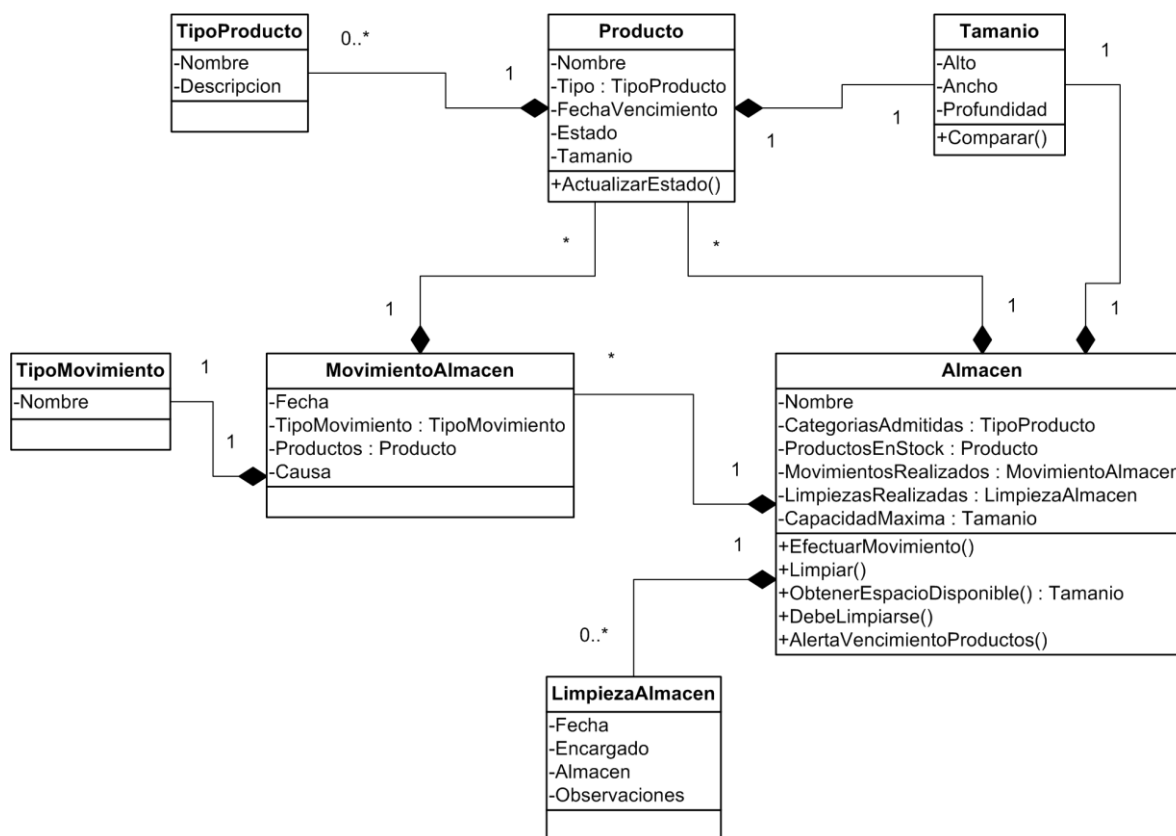 TipoProducto
-Nombre
-Descripcion
0..*
1
Producto
-Nombre
-Tipo : TipoProducto
-FechaVencimiento
-Estado
-Tamanio
+ActualizarEstado()
1
1
Tamanio
-Alto
-Ancho
-Profundidad
+Comparar()
1
*
*
1
1
1
TipoMovimiento
-Nombre
1
1
MovimientoAlmacen
-Fecha
-TipoMovimiento : TipoMovimiento
-Productos : Producto
-Causa
*
1
Almacen
-Nombre
-CategoriasAdmitidas : TipoProducto
-ProductosEnStock : Producto
-MovimientosRealizados : MovimientoAlmacen
-LimpiezasRealizadas : LimpiezaAlmacen
-CapacidadMaxima : Tamanio
+EfectuarMovimiento()
+Limpiar()
+ObtenerEspacioDisponible() : Tamanio
+DebeLimpiarse()
+AlertaVencimientoProductos()
1
0..*
LimpiezaAlmacen
-Fecha
-Encargado
-Almacen
-Observaciones